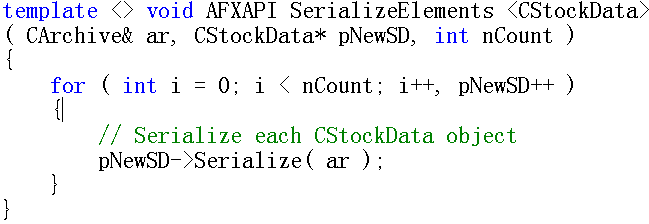 template <> void AFXAPI SerializeElements <CStockData>
( CArchive& ar, CStockData* pNewSD, int nCount )
{
    for ( int i = 0; i < nCount; i++, pNewSD++ )
    {
        // Serialize each CStockData object
        pNewSD->Serialize( ar );
    }
}